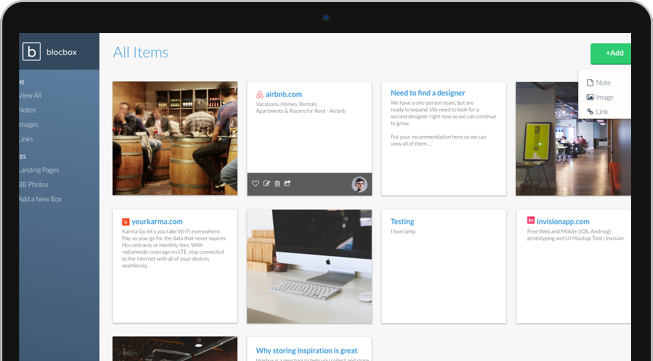 b blocbox
All Items
+Add
Note
Image
Link
View All
Notes
Images
Links
Landing Pages
BB Photos
Add a New Box
airbnb.com
Vacations, Homes, Rentals,
Apartments & Rooms for Rent - Airbnb
Need to find a designer
We have a one-person team, but are
ready to expand. We need to look for a
second designer right now so we can continue
to grow.
Put your recommendation here so we can
view all of them ...
yourkarma.com
Karma Go let's you take Wi-Fi everywhere.
Pay-as-you-go for the data that never expires.
No contracts or monthly fees. With
nationwide coverage on LTE, stay connected
to the internet with all of your devices
seamlessly.
Testing
I love lamp.
invisionapp.com
Free Web and Mobile (iOS, Android)
prototyping and UI Mockup Tool | Invision
Why storing inspiration is great